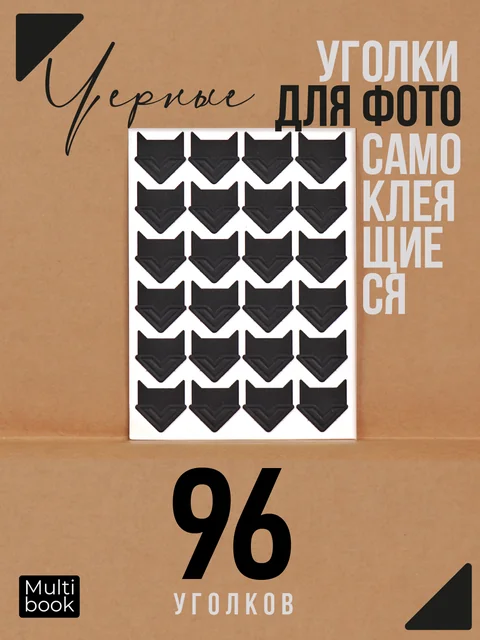 Черные
УГОЛКИ
ДЛЯ ФОТО
САМО
КЛЕЯ
ЩИЕ
СЯ
96
УГОЛКОВ
Multi
book